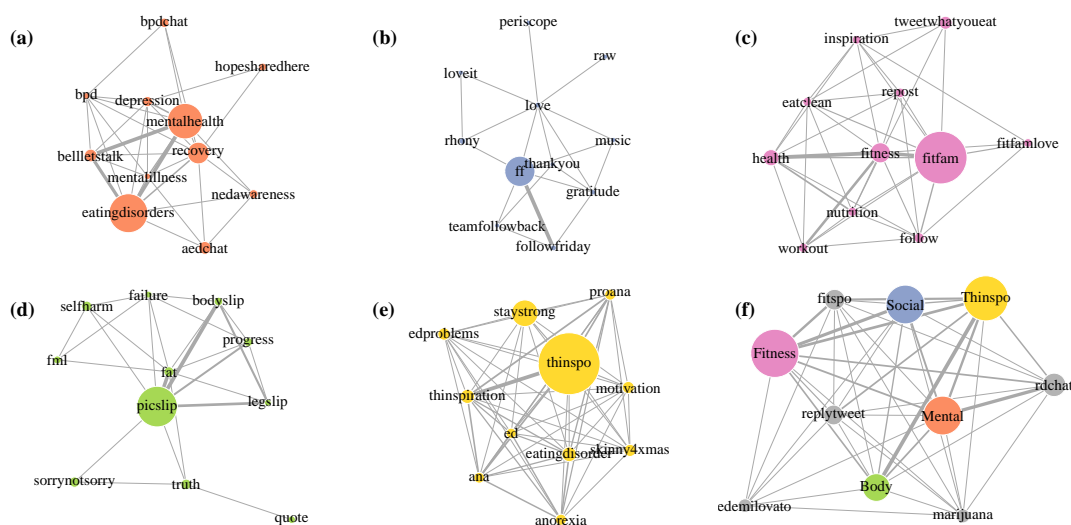 (a)
bpdchat
hopesharedhere
bpd
depression
mentalhealth
recovery
bellletstalk
mentalillness
nedawareness
eatingdisorders
aedchat
(b)
periscope
raw
loveit
love
rhony
music
thankyou
ff
gratitude
teamfollowback
followfriday
(c)
tweetwhatyoueat
inspiration
repost
eatclean
fitfamlove
health
fitness
fitfam
nutrition
follow
workout
(d)
failure
bodyslip
selfharm
progress
fml
fat
picslip
legslip
sorrynotsorry
truth
quote
(e)
proana
staystrong
edproblems
thinspo
motivation
thinspiration
ed
eatingdisorder
skinny4xmas
ana
anorexia
(f)
fitspo
Social
Thinspo
Fitness
rdchat
replytweet
Mental
Body
edemilovato
marijuana